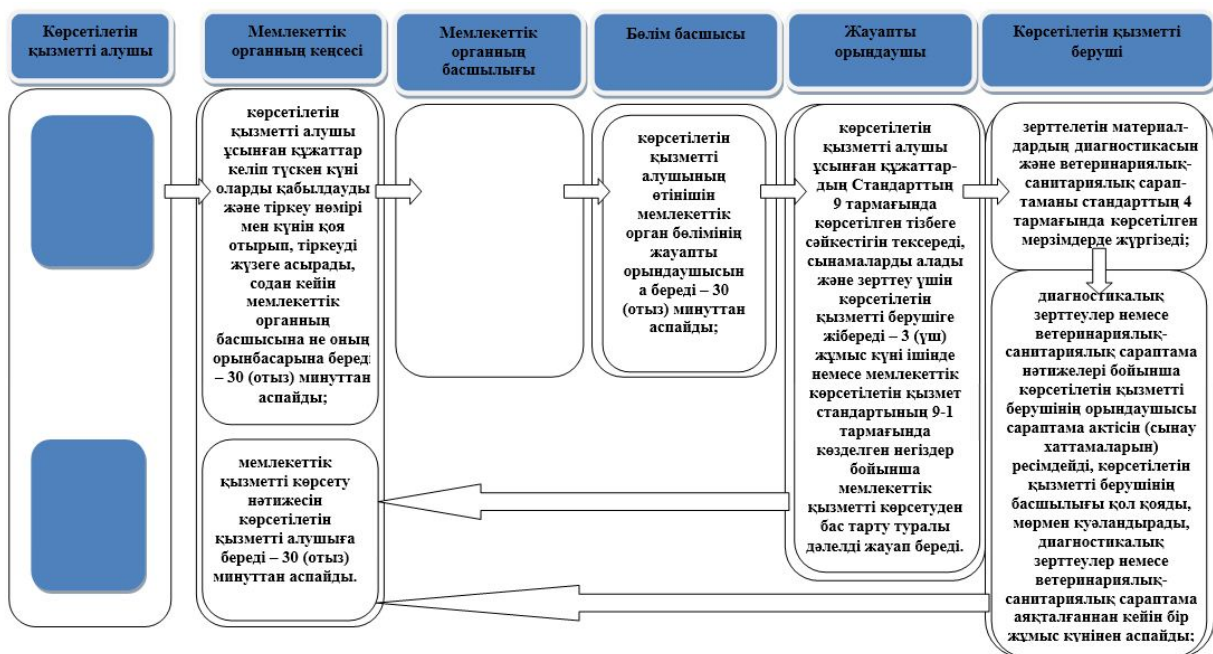 Көрсетілетін
қызметті алушы
Мемлекеттік
органның кеңсесі
Мемлекеттік
органның
басшылығы
Бөлім басшысы
Жауапты
орындаушы
Көрсетілетін қызметті
беруші
көрсетілетін
қызметті алушы
ұсынған құжаттар
келіп түскен күні
оларды қабылдауды
және тіркеу нөмірі
мен күнін қоя
отырып, тіркеуді
жүзеге асырады,
содан кейін
мемлекеттік
органның
басшысына не оның
орынбасарына береді
– 30 (отыз) минуттан
аспайды;
көрсетілетін
қызметті
алушының
өтінішін
мемлекеттік
орган бөлімінің
жауапты
орындаушысын
а береді – 30
(отыз) минуттан
аспайды;
көрсетілетін
қызметті алушы
ұсынған құжаттар-
дың Стандарттың
9 тармағында
көрсетілген тізбеге
сәйкестігін тексереді,
сынамаларды алады
және зерттеу үшін
көрсетілетін
қызметті берушіге
жібереді – 3 (үш)
жұмыс күні ішінде
немесе мемлекеттік
көрсетілетін қызмет
стандартының 9-1
тармағында
көзделген негіздер
бойынша
мемлекеттік
қызметті көрсетуден
бас тарту туралы
дәлелді жауап береді.
зерттелетін материал-
дардың диагностикасын
және ветеринариялық-
санитариялық сарап-
таманы стандарттың 4
тармағында көрсетілген
мерзімдерде жүргізеді;
диагностикалық
зерттеулер немесе
ветеринариялық-
санитариялық сараптама
нәтижелері бойынша
көрсетілетін қызметті
берушінің орындаушысы
сараптама актісін (сынау
хаттамаларын)
ресімдейді, көрсетілетін
қызметті берушінің
басшылығы қол қояды,
мөрмен куәландырады,
диагностикалық
зерттеулер немесе
ветеринариялық-
санитариялық сараптама
аяқталғаннан кейін бір
жұмыс күнінен аспайды;
мемлекеттік
қызметті көрсету
нәтижесін
көрсетілетін
қызметті алушыға
береді – 30 (отыз)
минуттан аспайды.